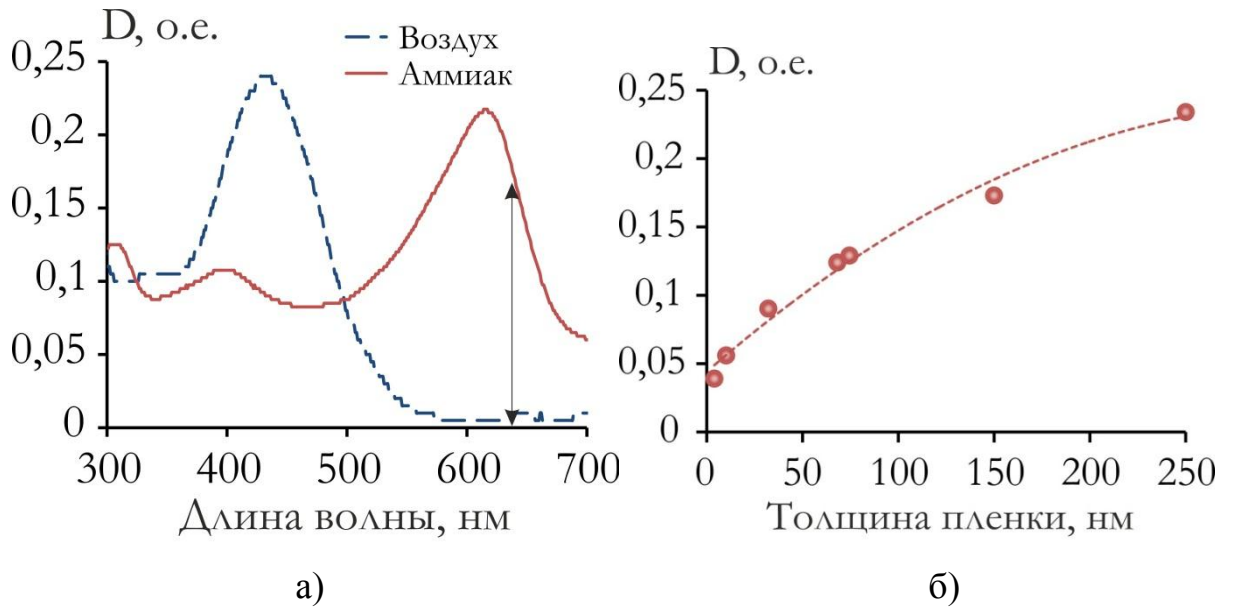 D, о.е.
Воздух
Аммиак
0,25
0,2
0,15
0,1
0,05
0
300 400 500 600 700
Длина волны, нм
а)
D, о.е.
0,25
0,2
0,15
0,1
0,05
0
0 50 100 150 200 250
Толщина пленки, нм
б)